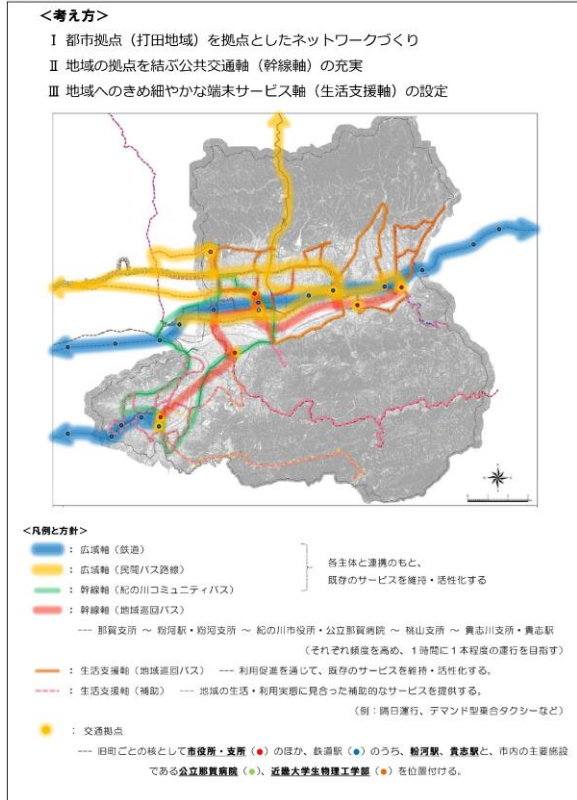 <考え方>
Ⅰ 都市拠点（打田地域）を拠点としたネットワークづくり
Ⅱ 地域の拠点を結ぶ公共交通軸（幹線軸）の充実
Ⅲ 地域へのきめ細やかな端末サービス軸（生活支援軸）の設定
<凡例と方針>
：広域軸（鉄道）
：広域軸（民間バス路線）
：幹線軸（紀の川コミュニティバス）
各主体と連携のもと、
既存のサービスを維持・活性化する
：幹線軸（地域巡回バス）
--- 那賀支所 ～ 粉河駅・粉河支所 ～ 紀の川市役所・公立那賀病院 ～ 桃山支所 ～ 貴志川支所・貴志駅
（それぞれ頻度を高め、1時間に1本程度の運行を目指す）
：生活支援軸（地域巡回バス） --- 利用促進を通じて、既存のサービスを維持・活性化する。
：生活支援軸（補助） --- 地域の生活・利用実態に見合った補助的なサービスを提供する。
（例：隔日運行、デマンド型乗合タクシーなど）
：交通拠点
--- 旧町ごとの核として市役所・支所（●）のほか、鉄道駅（●）のうち、粉河駅、貴志駅と、市内の主要施設
である公立那賀病院（●）、近畿大学生物理工学部（●）を位置付ける。